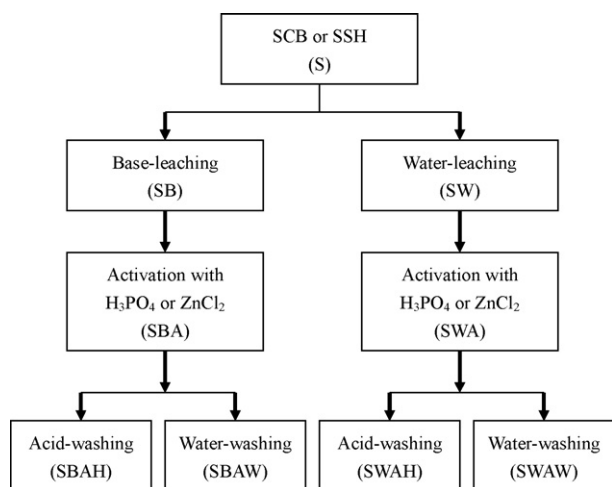 SCB or SSH
(S)
Base-leaching
(SB)
Water-leaching
(SW)
Activation with
H₃PO₄ or ZnCl₂
(SBA)
Activation with
H₃PO₄ or ZnCl₂
(SWA)
Acid-washing
(SBAH)
Water-washing
(SBAW)
Acid-washing
(SWAH)
Water-washing
(SWAW)